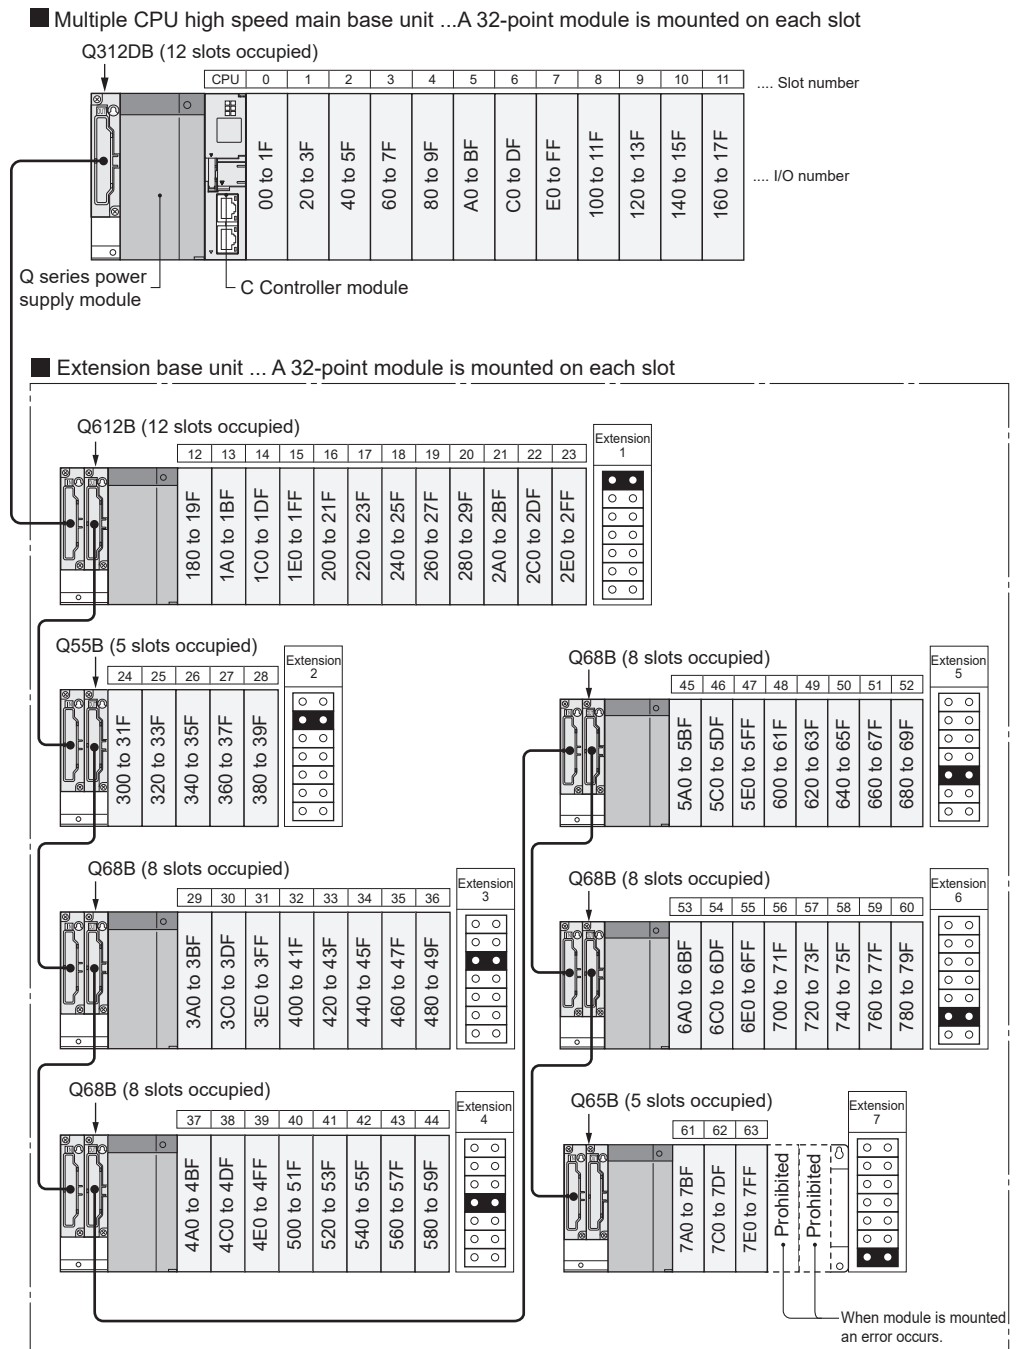 Multiple CPU high speed main base unit ...A 32-point module is mounted on each slot
Q312DB (12 slots occupied)
CPU 0 1 2 3 4 5 6 7 8 9 10 11 .... Slot number
00 to 1F
20 to 3F
40 to 5F
60 to 7F
80 to 9F
A0 to BF
C0 to DF
E0 to FF
100 to 11F
120 to 13F
140 to 15F
160 to 17F
.... I/O number
Q series power
supply module
C Controller module
Extension base unit ... A 32-point module is mounted on each slot
Q612B (12 slots occupied)
12 13 14 15 16 17 18 19 20 21 22 23
Extension
1
180 to 19F
1A0 to 1BF
1C0 to 1DF
1E0 to 1FF
200 to 21F
220 to 23F
240 to 25F
260 to 27F
280 to 29F
2A0 to 2BF
2C0 to 2DF
2E0 to 2FF
Q55B (5 slots occupied)
24 25 26 27 28
Extension
2
300 to 31F
320 to 33F
340 to 35F
360 to 37F
380 to 39F
Q68B (8 slots occupied)
29 30 31 32 33 34 35 36
Extension
3
3A0 to 3BF
3C0 to 3DF
3E0 to 3FF
400 to 41F
420 to 43F
440 to 45F
460 to 47F
480 to 49F
Q68B (8 slots occupied)
37 38 39 40 41 42 43 44
Extension
4
4A0 to 4BF
4C0 to 4DF
4E0 to 4FF
500 to 51F
520 to 53F
540 to 55F
560 to 57F
580 to 59F
Q68B (8 slots occupied)
45 46 47 48 49 50 51 52
Extension
5
5A0 to 5BF
5C0 to 5DF
5E0 to 5FF
600 to 61F
620 to 63F
640 to 65F
660 to 67F
680 to 69F
Q68B (8 slots occupied)
53 54 55 56 57 58 59 60
Extension
6
6A0 to 6BF
6C0 to 6DF
6E0 to 6FF
700 to 71F
720 to 73F
740 to 75F
760 to 77F
780 to 79F
Q65B (5 slots occupied)
61 62 63
Extension
7
7A0 to 7BF
7C0 to 7DF
7E0 to 7FF
Prohibited
Prohibited
When module is mounted
an error occurs.